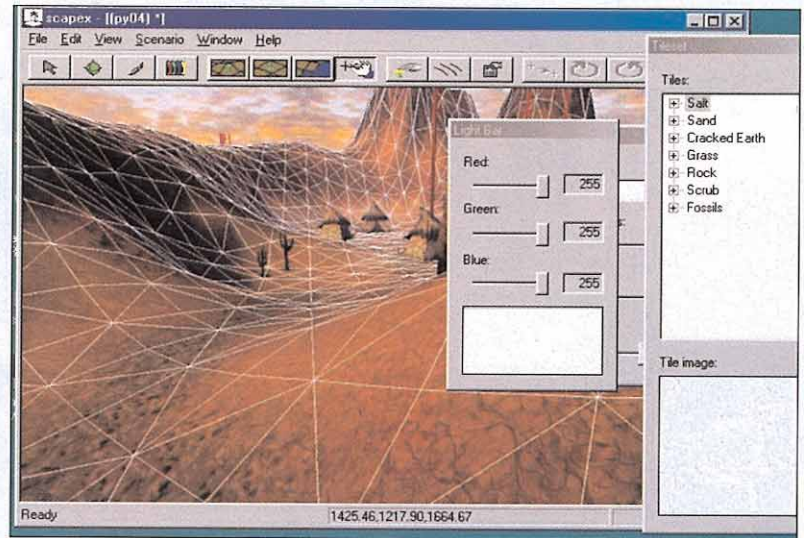 scapex - [(py04) *]
File Edit View Scenario Window Help
Tileset
Tiles:
Salt
Sand
Cracked Earth
Grass
Rock
Scrub
Fossils
Tile image:
Light Bar
Red:
255
Green:
255
Blue:
255
Ready
1425.46,1217.90,1664.67